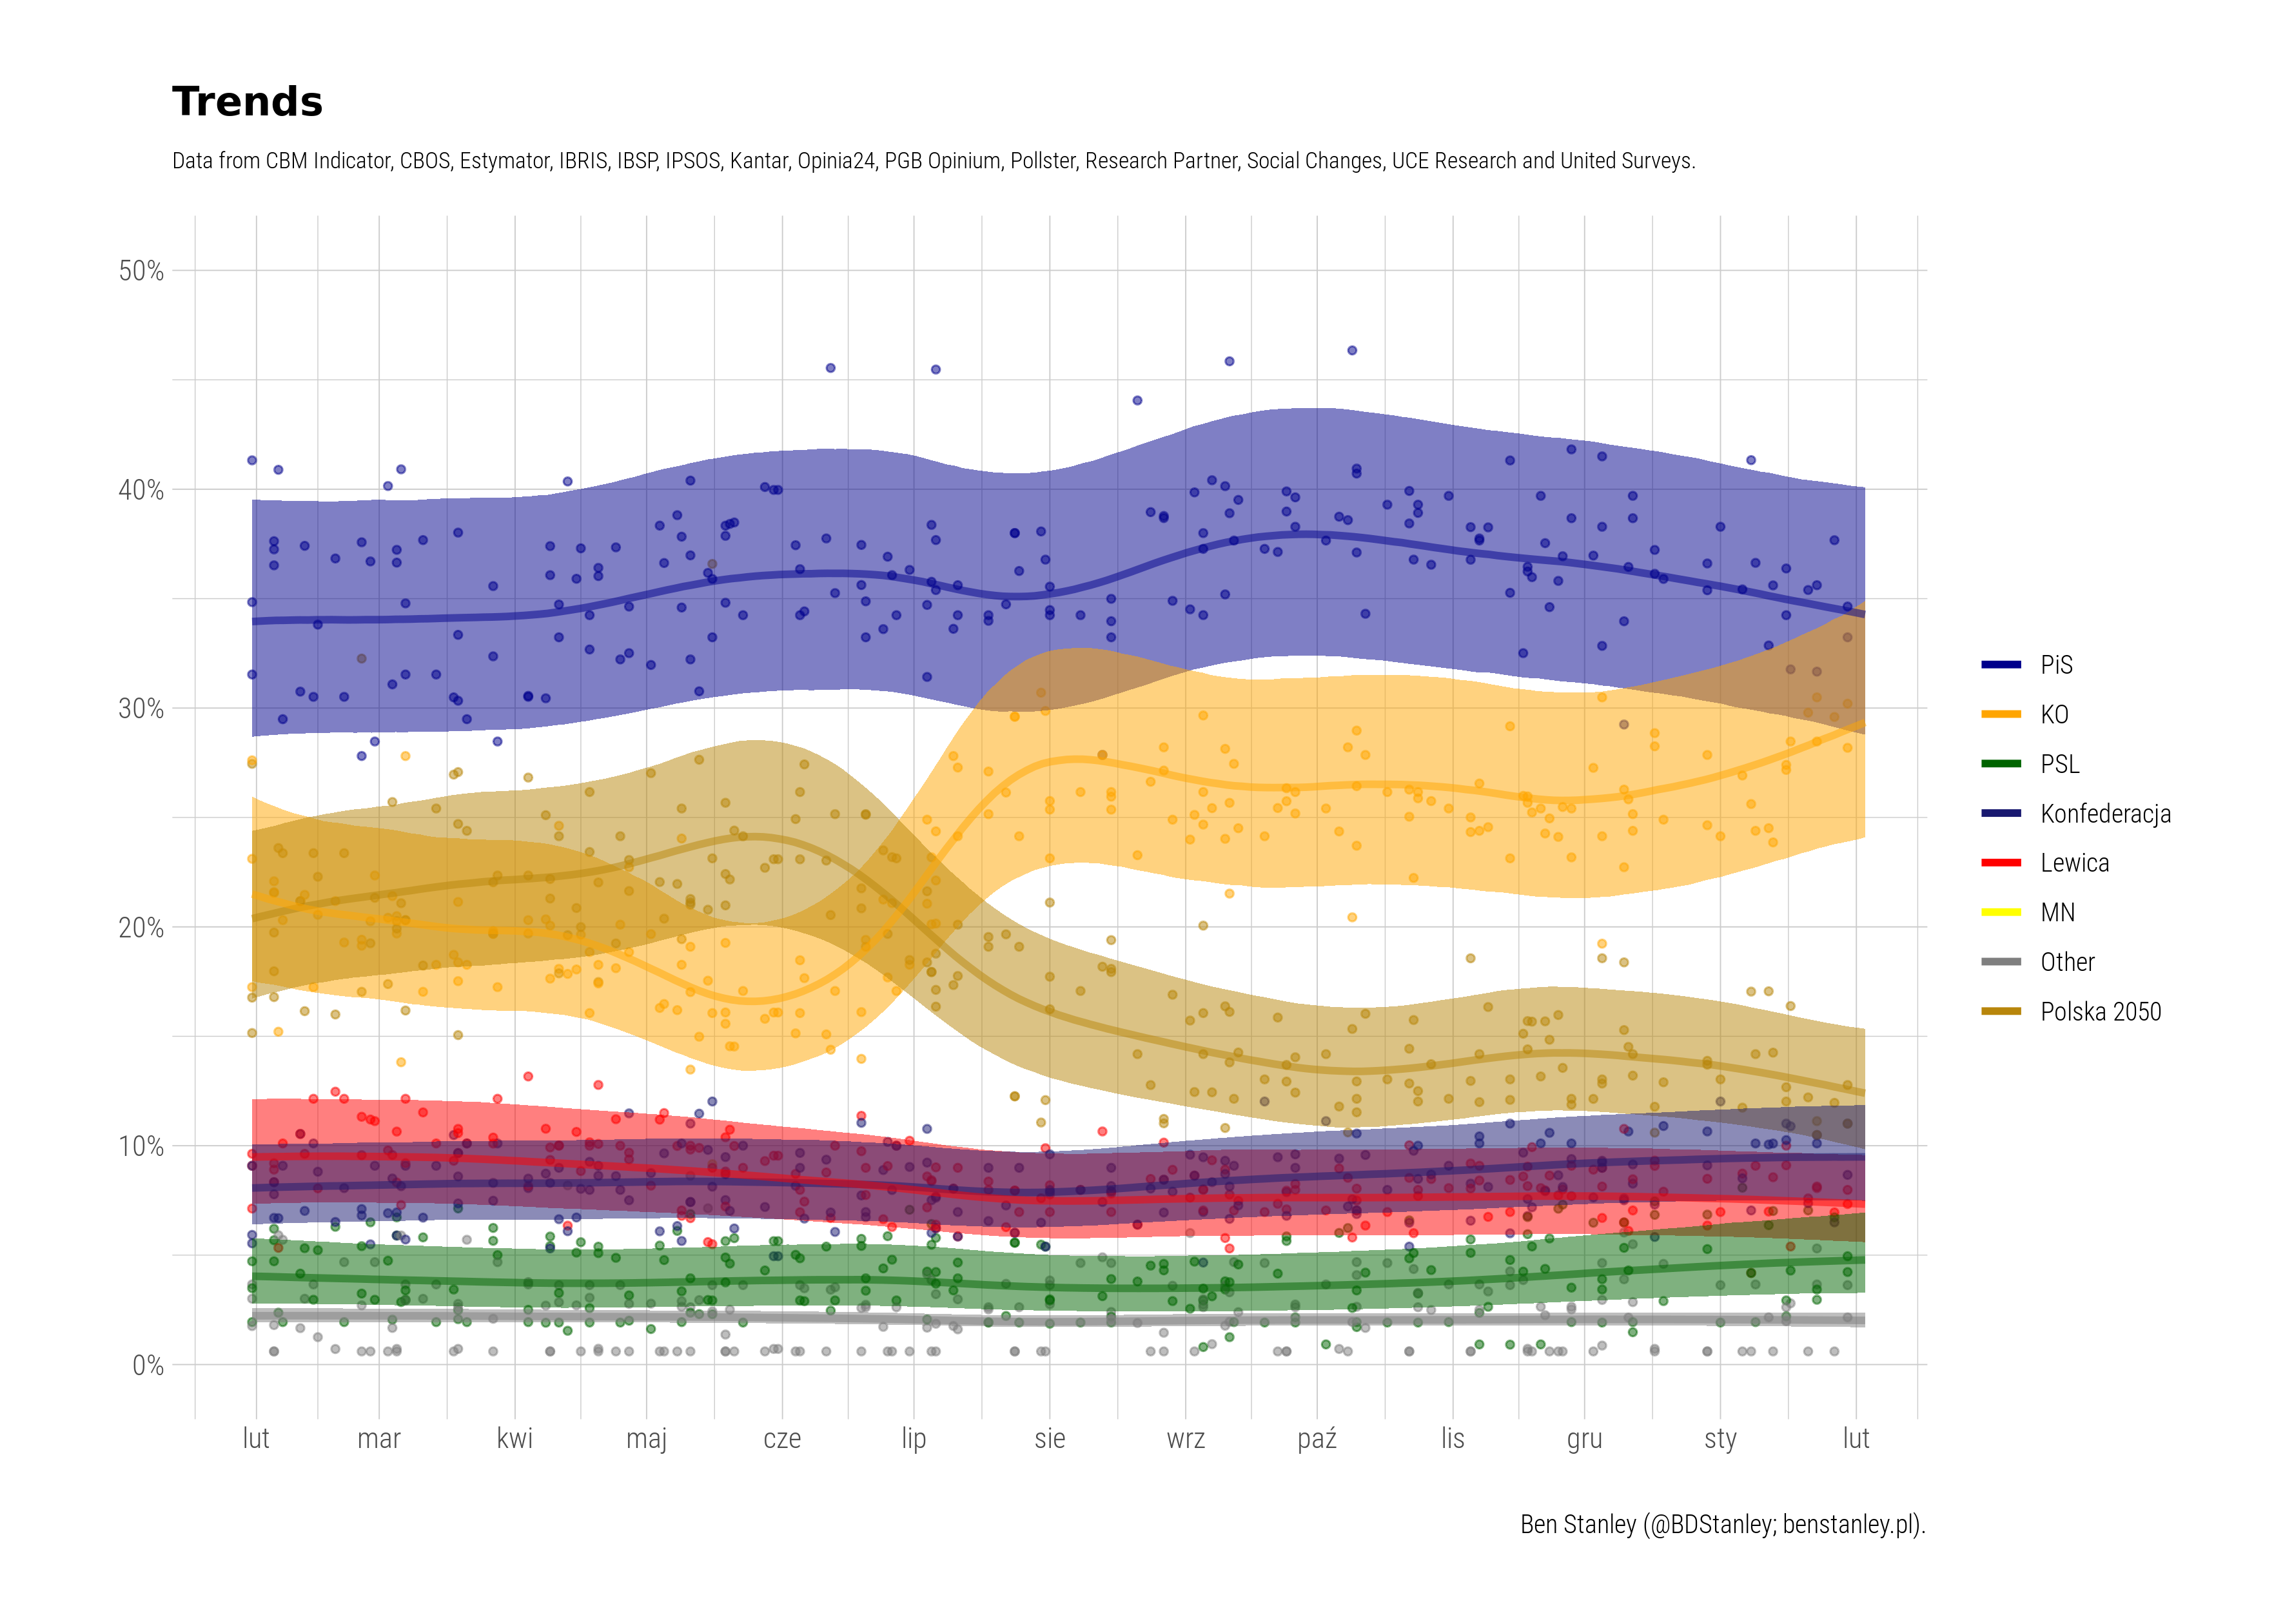 Trends
Data from CBM Indicator, CBOS, Estymator, IBRIS, IBSP, IPSOS, Kantar, Opinia24, PGB Opinium, Pollster, Research Partner, Social Changes, UCE Research and United Surveys.
50%
40%
30%
20%
10%
0%
lut mar kwi maj cze lip sie wrz paź lis gru sty lut
PiS
KO
PSL
Konfederacja
Lewica
MN
Other
Polska 2050
Ben Stanley (@BDStanley; benstanley.pl).